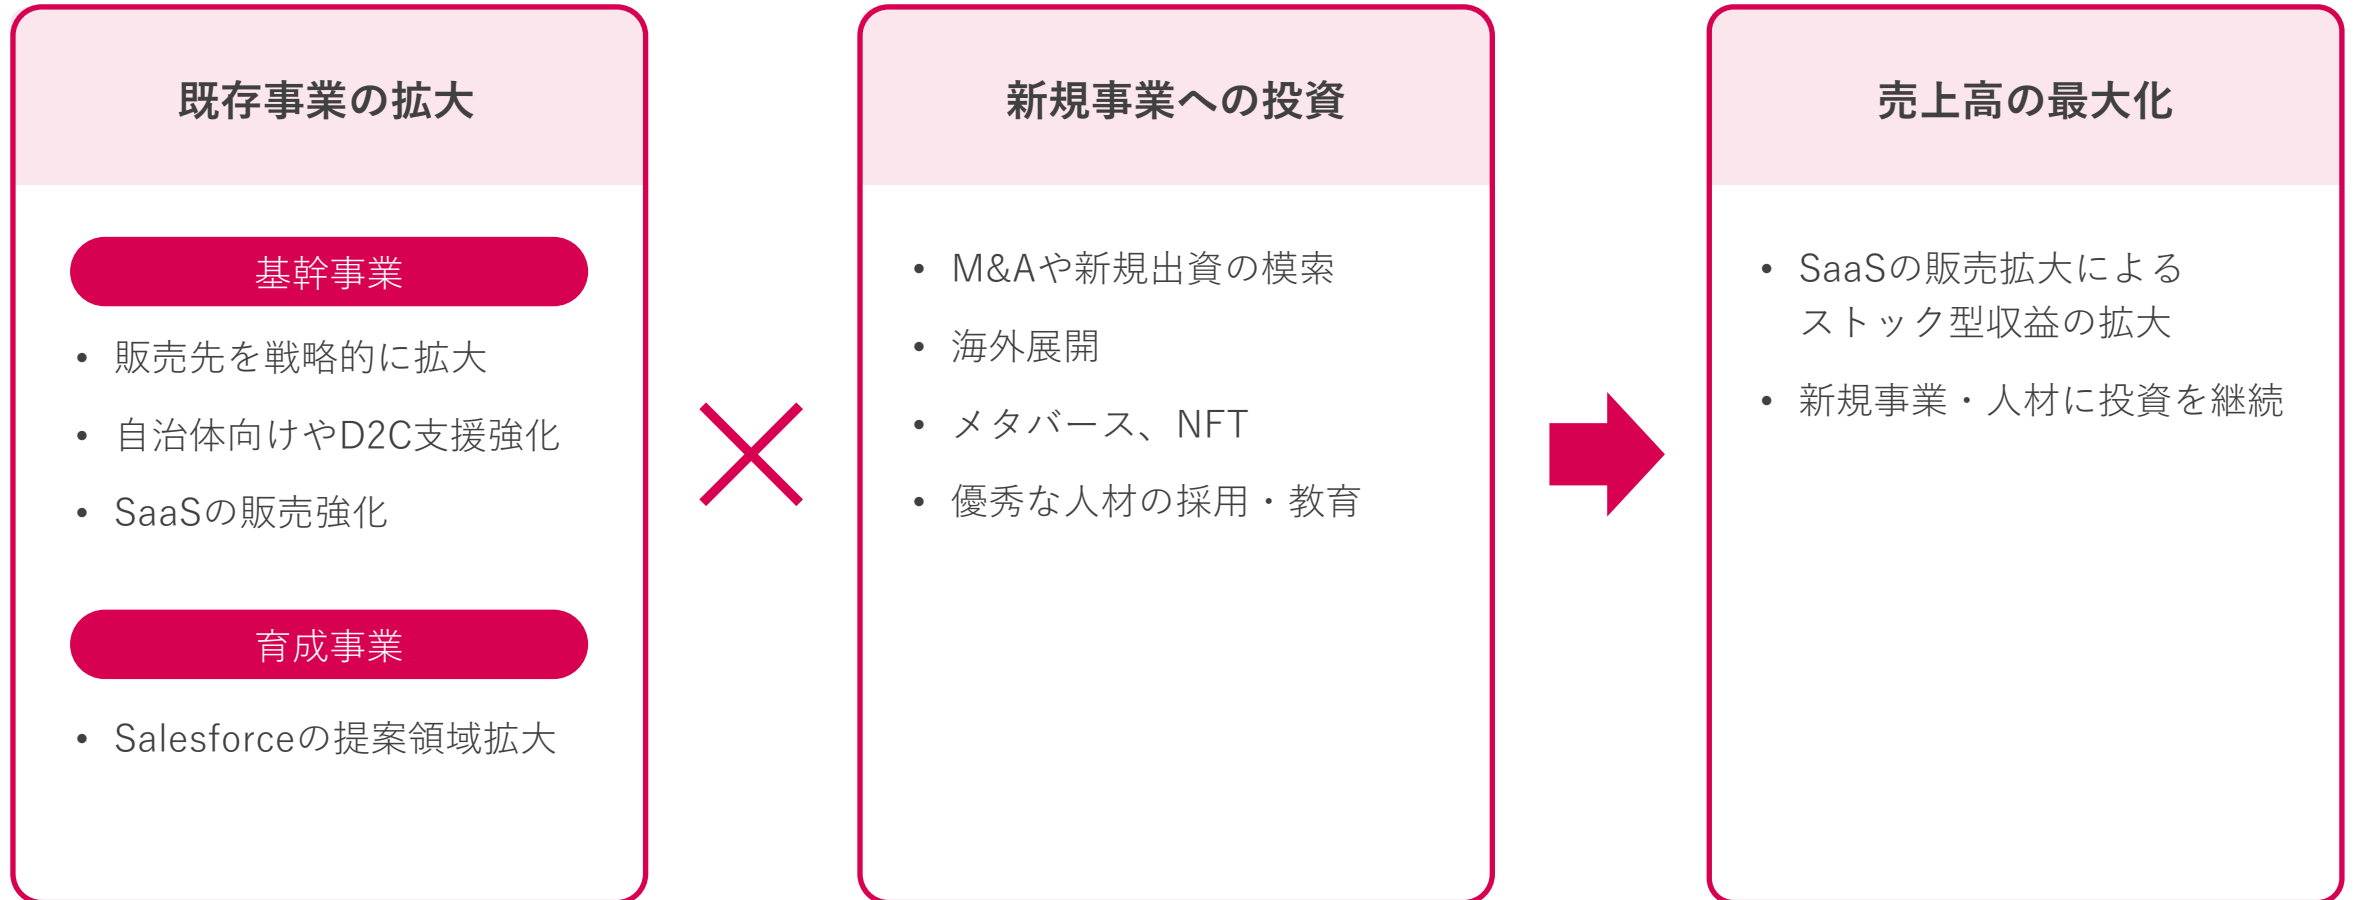 既存事業の拡大
基幹事業
• 販売先を戦略的に拡大
• 自治体向けやD2C支援強化
• SaaSの販売強化
育成事業
• Salesforceの提案領域拡大
新規事業への投資
• M&Aや新規出資の模索
• 海外展開
• メタバース、NFT
• 優秀な人材の採用・教育
売上高の最大化
• SaaSの販売拡大による
ストック型収益の拡大
• 新規事業・人材に投資を継続